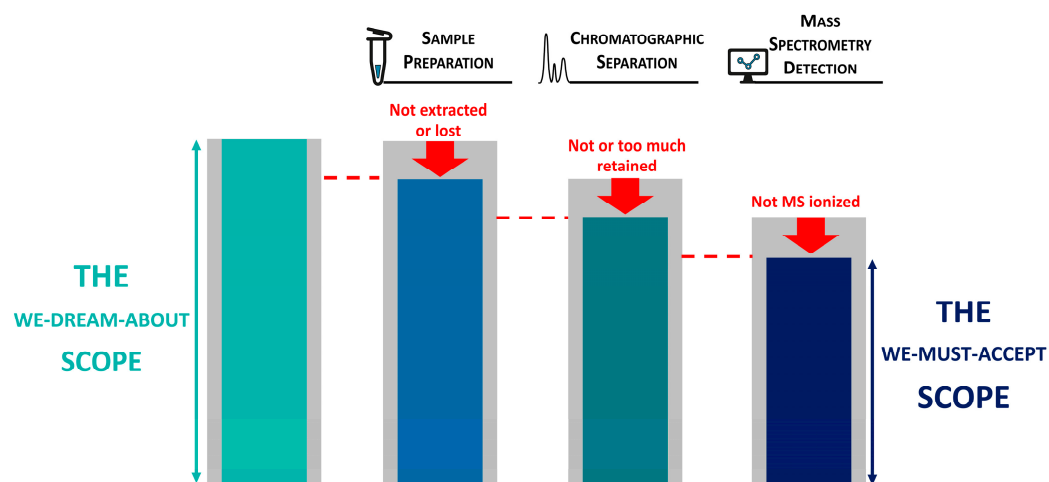 SAMPLE
PREPARATION
CHROMATOGRAPHIC
SEPARATION
MASS
SPECTROMETRY
DETECTION
Not extracted
or lost
Not or too much
retained
Not MS ionized
THE
WE-DREAM-ABOUT
SCOPE
THE
WE-MUST-ACCEPT
SCOPE